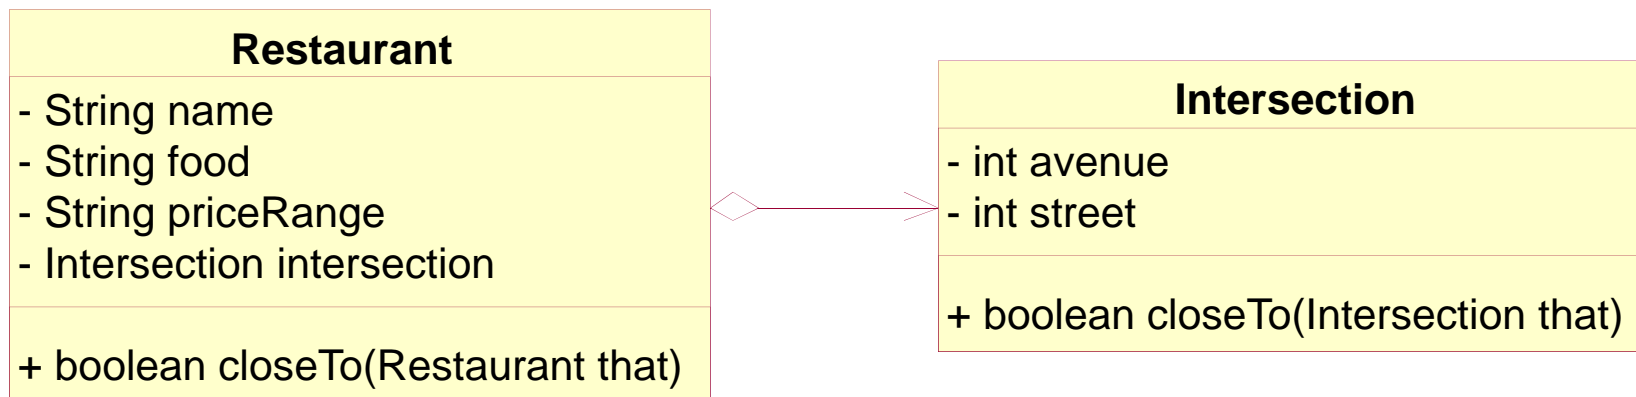 Restaurant
- String name
- String food
- String priceRange
- Intersection intersection
+ boolean closeTo(Restaurant that)
Intersection
- int avenue
- int street
+ boolean closeTo(Intersection that)